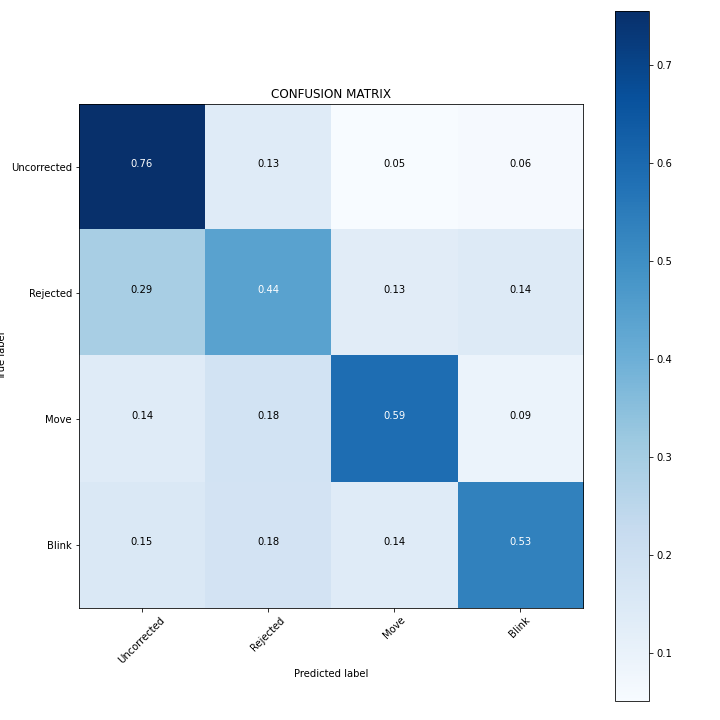 CONFUSION MATRIX
Uncorrected 0.76 0.13 0.05 0.06
Rejected 0.29 0.44 0.13 0.14
Move 0.14 0.18 0.59 0.09
Blink 0.15 0.18 0.14 0.53
Uncorrected Rejected Move Blink
Predicted label
0.7
0.6
0.5
0.4
0.3
0.2
0.1